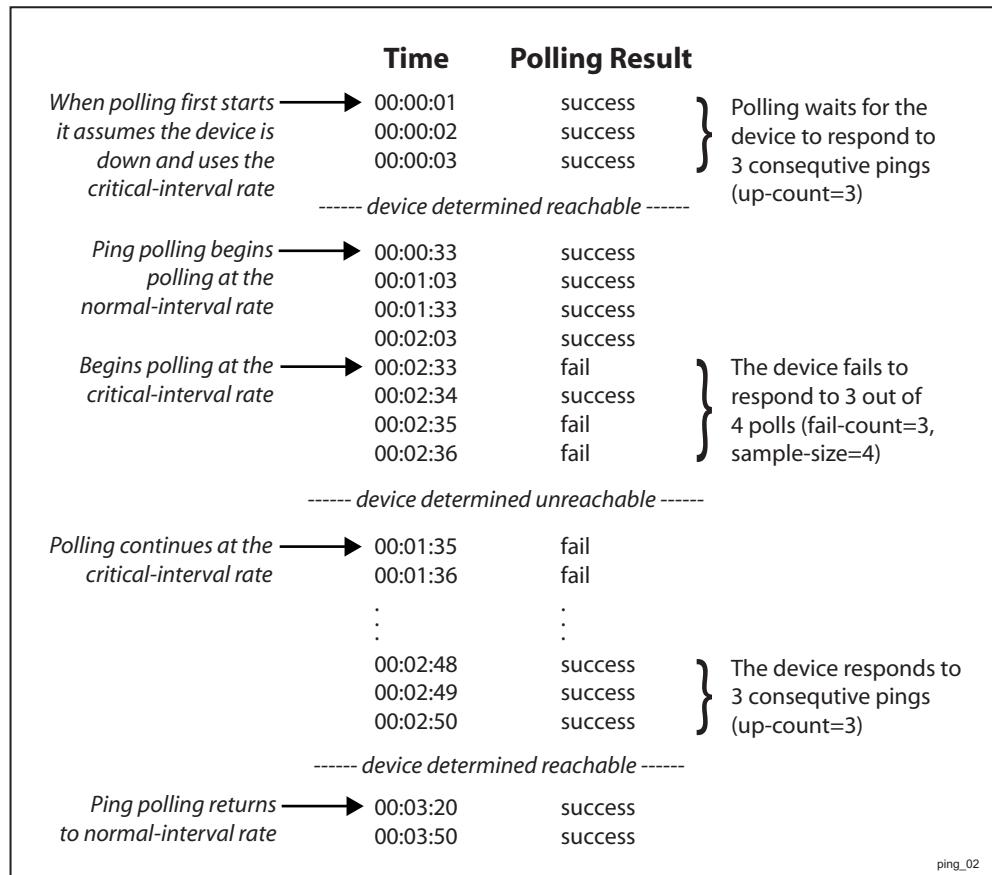 Time Polling Result
When polling first starts 00:00:01 success Polling waits for the
it assumes the device is 00:00:02 success device to respond to
down and uses the 00:00:03 success 3 consequtive pings
critical-interval rate (up-count=3)
------ device determined reachable ------
Ping polling begins 00:00:33 success
polling at the 00:01:03 success
normal-interval rate 00:01:33 success
00:02:03 success
Begins polling at the 00:02:33 fail The device fails to
critical-interval rate 00:02:34 success respond to 3 out of
00:02:35 fail 4 polls (fail-count=3,
00:02:36 fail sample-size=4)
------ device determined unreachable ------
Polling continues at the 00:01:35 fail
critical-interval rate 00:01:36 fail
. .
. .
. .
00:02:48 success The device responds to
00:02:49 success 3 consequtive pings
00:02:50 success (up-count=3)
------ device determined reachable ------
Ping polling returns 00:03:20 success
to normal-interval rate 00:03:50 success
ping_02